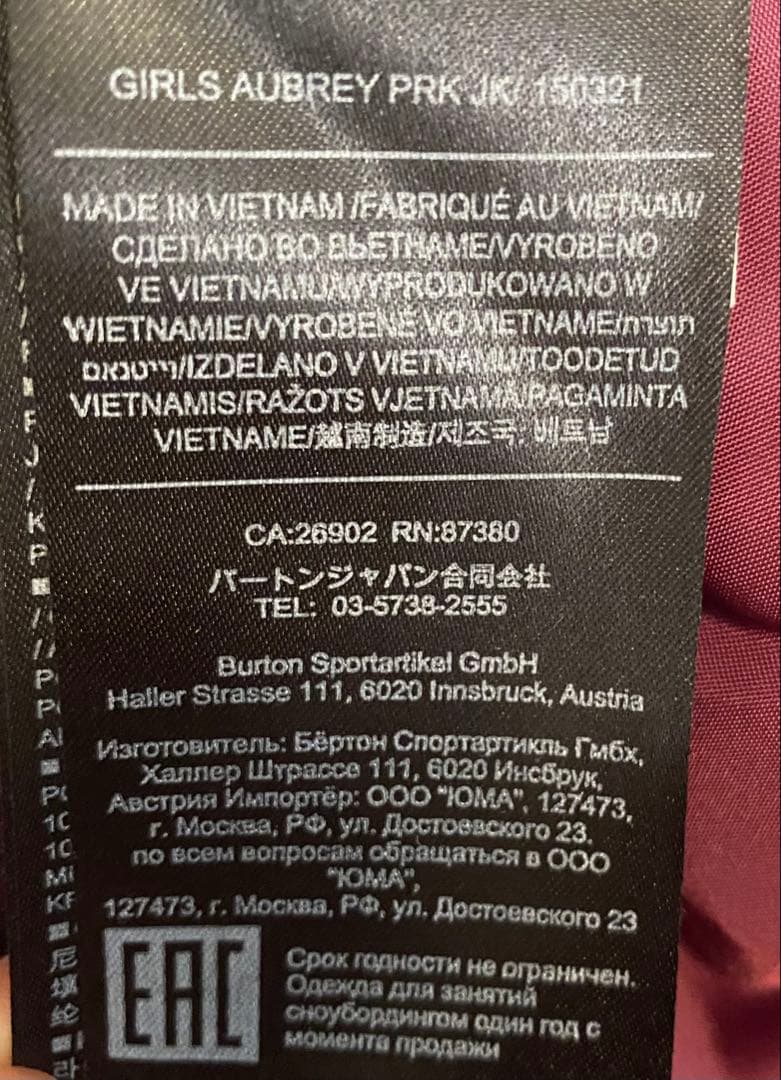 GIRLS AUBREY PRK JK/ 150321
MADE IN VIETNAM /FABRIQUÉ AU VIETNAM/
СДЕЛАНО ВО ВЬЕТНАМЕ/VYROBENO
VE VIETNAMU/WYPRODUKOWANO W
WIETNAMIE/VYROBENÉ VO VIETNAME/תוצרת
וייטנאם/IZDELANO V VIETNAMU/TOODETUD
VIETNAMIS/RAŽOTS VJETNAMĀ/PAGAMINTA
VIETNAME/越南制造/제조국: 베트남
CA:26902 RN:87380
バートンジャパン合同会社
TEL: 03-5738-2555
Burton Sportartikel GmbH
Haller Strasse 111, 6020 Innsbruck, Austria
Изготовитель: Бёртон Спортартикль Гмбх,
Халлер Штрассе 111, 6020 Инсбрук,
Австрия Импортёр: ООО "ЮМА", 127473,
г. Москва, РФ, ул. Достоевского 23.
по всем вопросам обращаться в ООО
"ЮМА",
127473, г. Москва, РФ, ул. Достоевского 23
EAC
Срок годности не ограничен.
Одежда для занятий
сноубордингом один год с
момента продажи